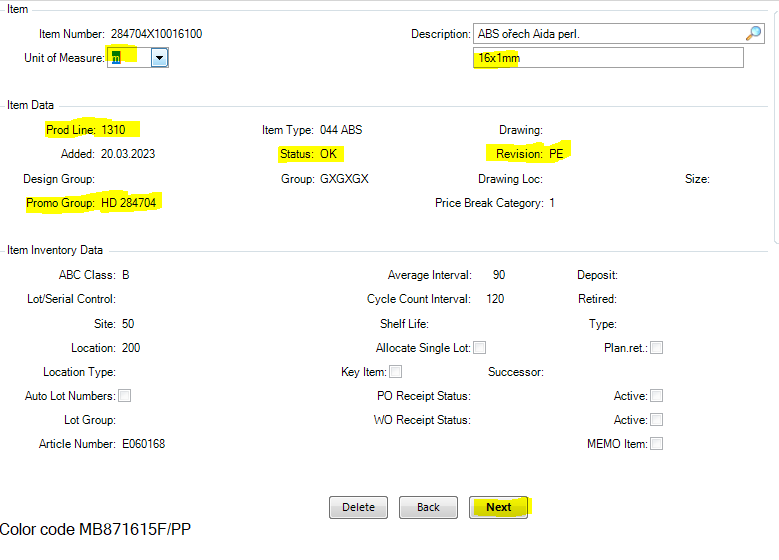 Item
Item Number: 284704X10016100 Description: ABS ořech Aida perl.
Unit of Measure: m 16x1mm
Item Data
Prod Line: 1310 Item Type: 044 ABS Drawing:
Added: 20.03.2023 Status: OK Revision: PE
Design Group: Group: GXGXGX Drawing Loc: Size:
Promo Group: HD 284704 Price Break Category: 1
Item Inventory Data
ABC Class: B Average Interval: 90 Deposit:
Lot/Serial Control: Cycle Count Interval: 120 Retired:
Site: 50 Shelf Life: Type:
Location: 200 Allocate Single Lot: Plan.ret.:
Location Type: Key Item: Successor:
Auto Lot Numbers: PO Receipt Status: Active:
Lot Group: WO Receipt Status: Active:
Article Number: E060168 MEMO Item:
Delete Back Next
Color code MB871615F/PP